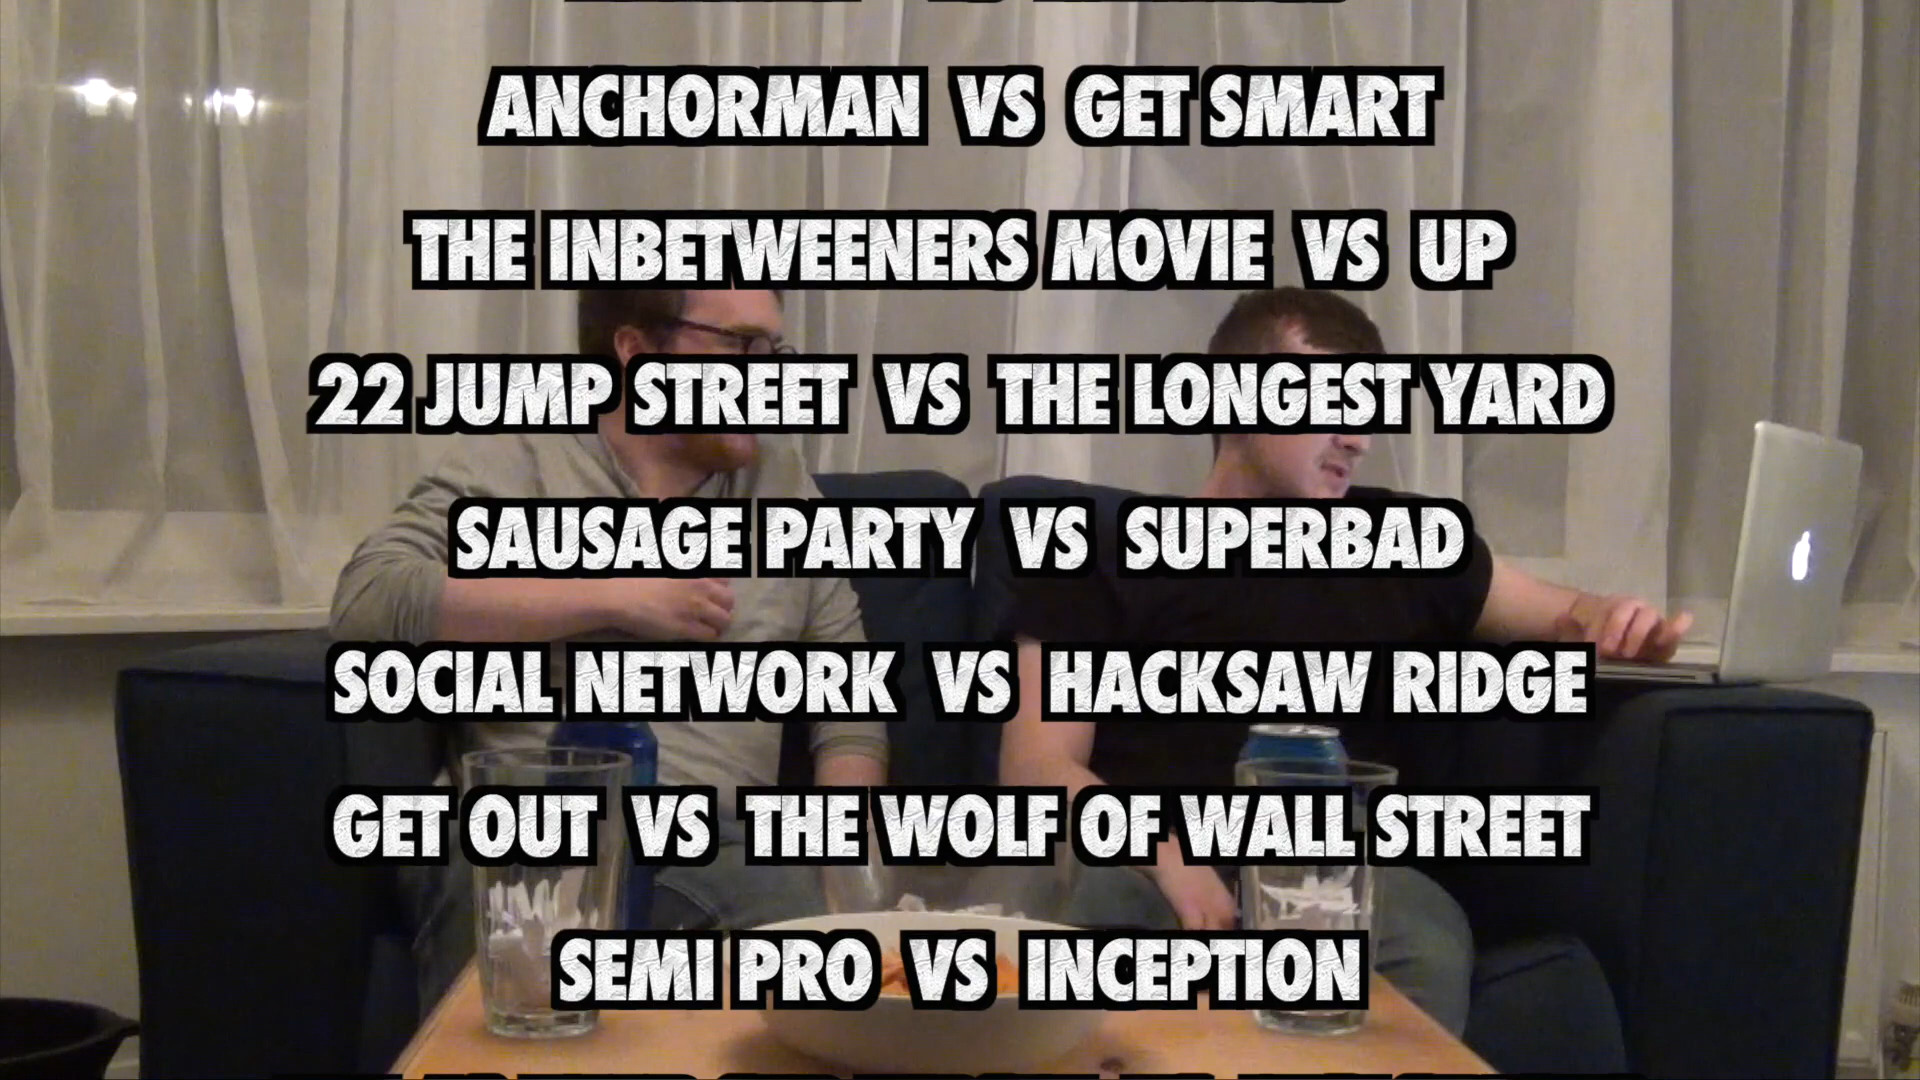 ANCHORMAN VS GET SMART
THE INBETWEENERS MOVIE VS UP
22 JUMP STREET VS THE LONGEST YARD
SAUSAGE PARTY VS SUPERBAD
SOCIAL NETWORK VS HACKSAW RIDGE
GET OUT VS THE WOLF OF WALL STREET
SEMI PRO VS INCEPTION